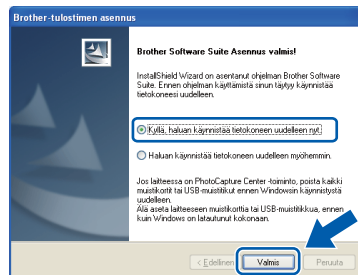 Brother-tulostimen asennus
Brother Software Suite Asennus valmis!
InstallShield Wizard on asentanut ohjelman Brother Software
Suite. Ennen ohjelman käyttämistä sinun täytyy käynnistää
tietokoneesi uudelleen.
Kyllä, haluan käynnistää tietokoneen uudelleen nyt.
Haluan käynnistää tietokoneen uudelleen myöhemmin.
Jos laitteessa on PhotoCapture Center -toiminto, poista kaikki
muistikortit tai USB-muistitikut ennen Windowsin käynnistystä
uudelleen.
Älä aseta laitteeseen muistikorttia tai USB-muistitikkua, ennen
kuin Windows on latautunut kokonaan.
< Edellinen Valmis Peruuta